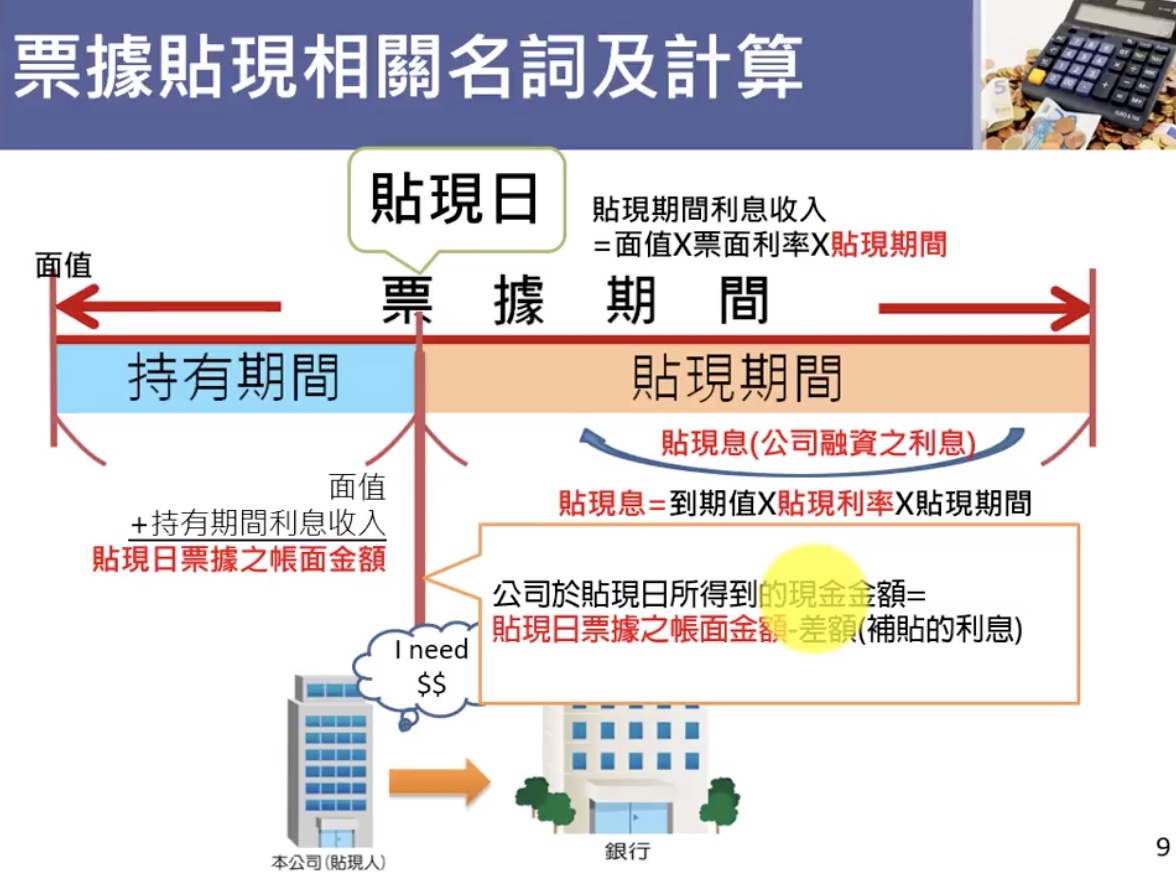 票據貼現相關名詞及計算
貼現日
貼現期間利息收入
=面值X票面利率X貼現期間
面值
票據期間
持有期間
貼現期間
貼現息(公司融資之利息)
貼現息=到期值X貼現利率X貼現期間
面值
+持有期間利息收入
貼現日票據之帳面金額
公司於貼現日所得到的現金金額=
貼現日票據之帳面金額-差額(補貼的利息)
I need
$$
本公司(貼現人)
銀行
9